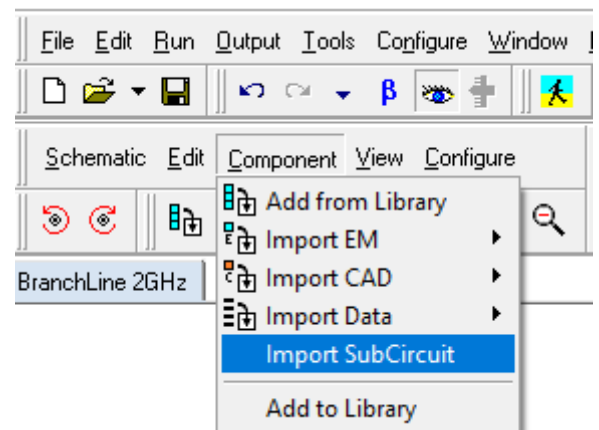 File Edit Run Output Tools Configure Window
β
Schematic Edit Component View Configure
Add from Library
Import EM
Import CAD
BranchLine 2GHz
Import Data
Import SubCircuit
Add to Library